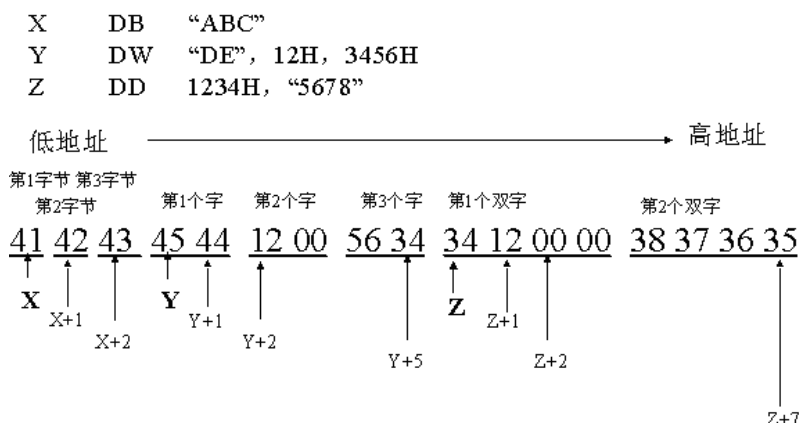 X DB “ABC”
Y DW “DE”, 12H, 3456H
Z DD 1234H, “5678”
低地址 高地址
第1字节 第3字节
第2字节 第1个字 第2个字 第3个字 第1个双字 第2个双字
41 42 43 45 44 12 00 56 34 34 12 00 00 38 37 36 35
X Y Z
X+1 Y+1 Z+1
X+2 Y+2
Y+5 Z+2
Z+7